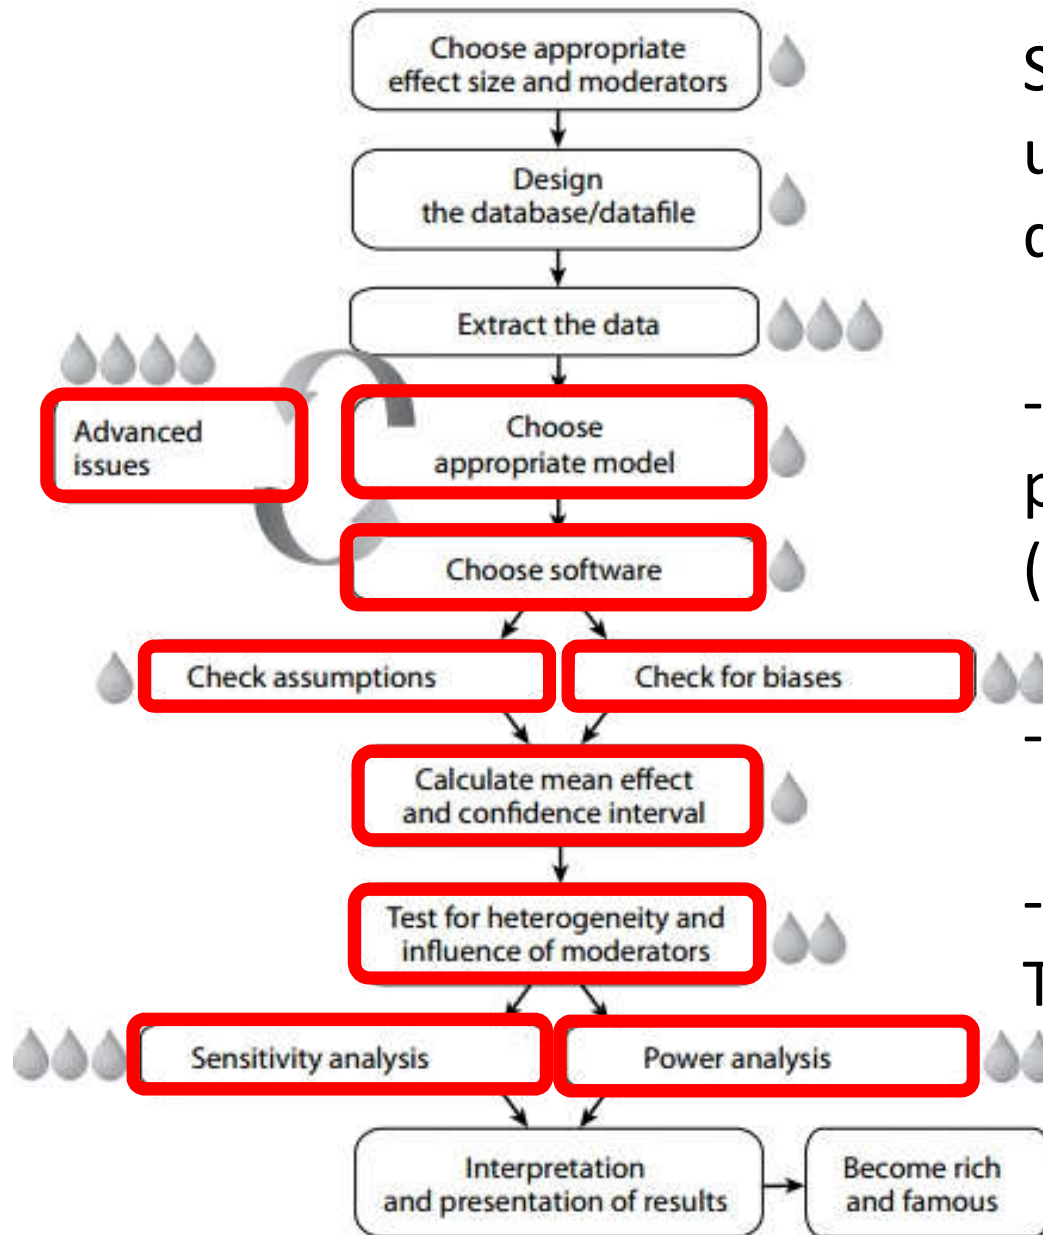 Choose appropriate
effect size and moderators
Design
the database/datafile
Extract the data
Advanced
issues
Choose
appropriate model
Choose software
Check assumptions
Check for biases
Calculate mean effect
and confidence interval
Test for heterogeneity and
influence of moderators
Sensitivity analysis
Power analysis
Interpretation
and presentation of results
Become rich
and famous